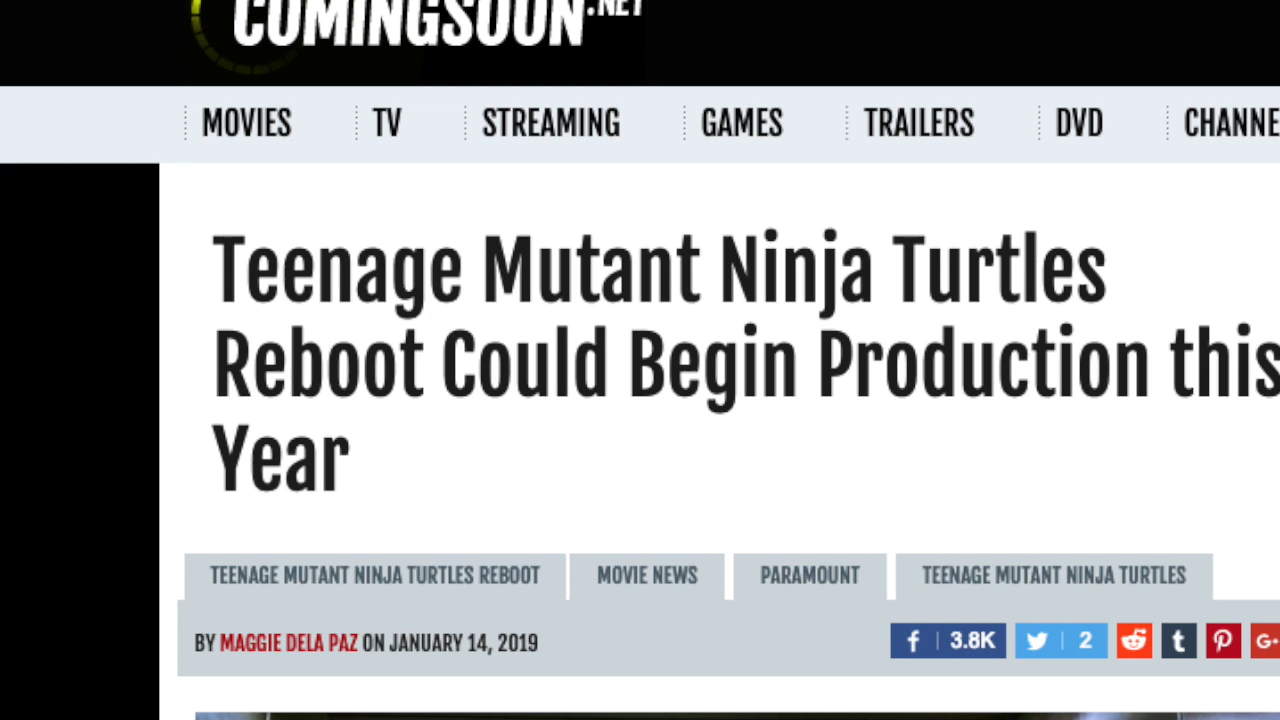 COMINGSOON.NET
MOVIES TV STREAMING GAMES TRAILERS DVD CHANNE
Teenage Mutant Ninja Turtles
Reboot Could Begin Production this
Year
TEENAGE MUTANT NINJA TURTLES REBOOT MOVIE NEWS PARAMOUNT TEENAGE MUTANT NINJA TURTLES
BY MAGGIE DELA PAZ ON JANUARY 14, 2019 f 3.8K 2 t G+